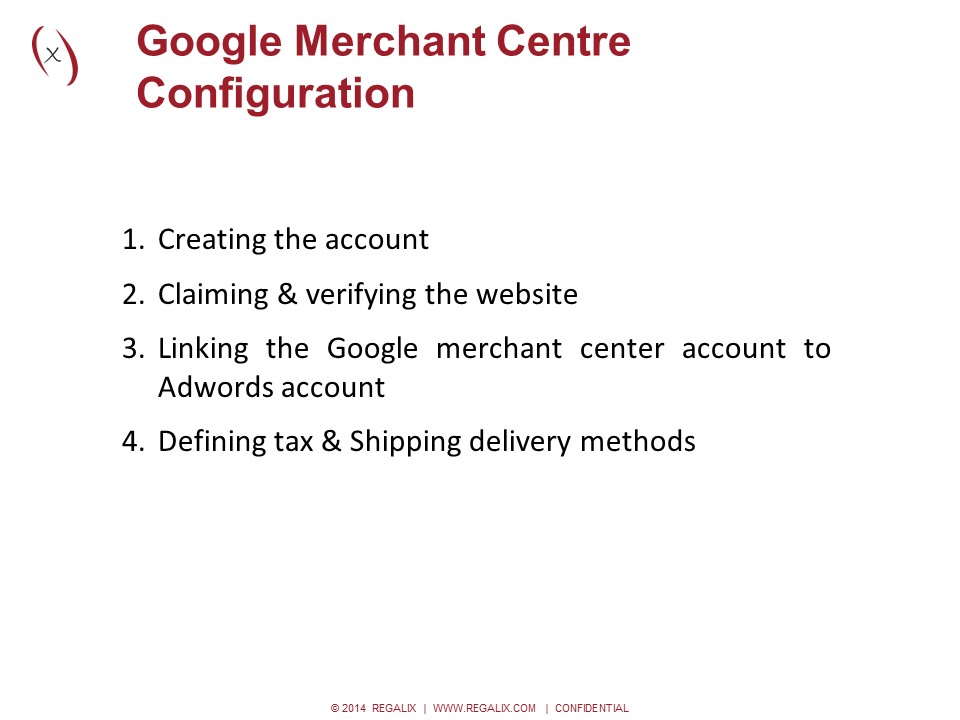 Google Merchant Centre
Configuration
(x)
1. Creating the account
2. Claiming & verifying the website
3. Linking the Google merchant center account to
Adwords account
4. Defining tax & Shipping delivery methods
© 2014 REGALIX | WWW.REGALIX.COM | CONFIDENTIAL